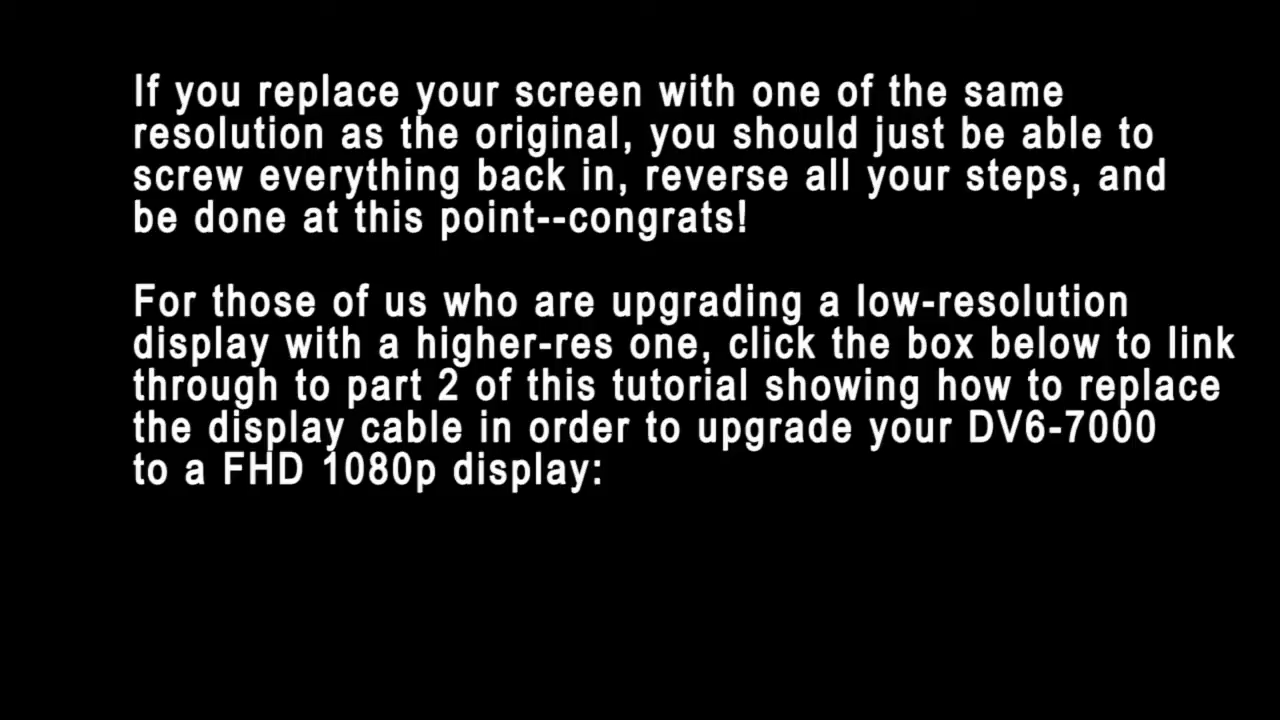 If you replace your screen with one of the same
resolution as the original, you should just be able to
screw everything back in, reverse all your steps, and
be done at this point--congrats!
For those of us who are upgrading a low-resolution
display with a higher-res one, click the box below to link
through to part 2 of this tutorial showing how to replace
the display cable in order to upgrade your DV6-7000
to a FHD 1080p display: